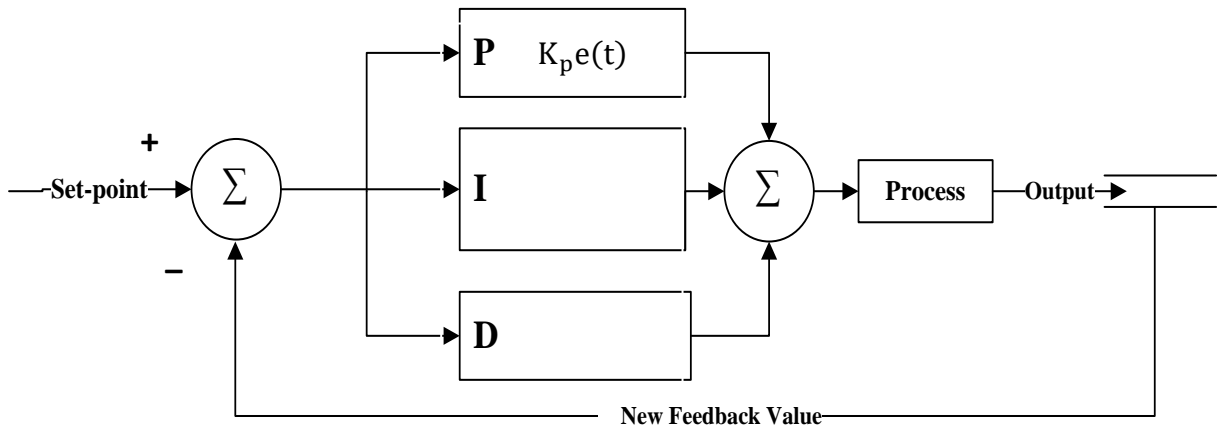 P K_p e(t)
+
Set-point
∑
I
∑
Process
Output
−
D
New Feedback Value